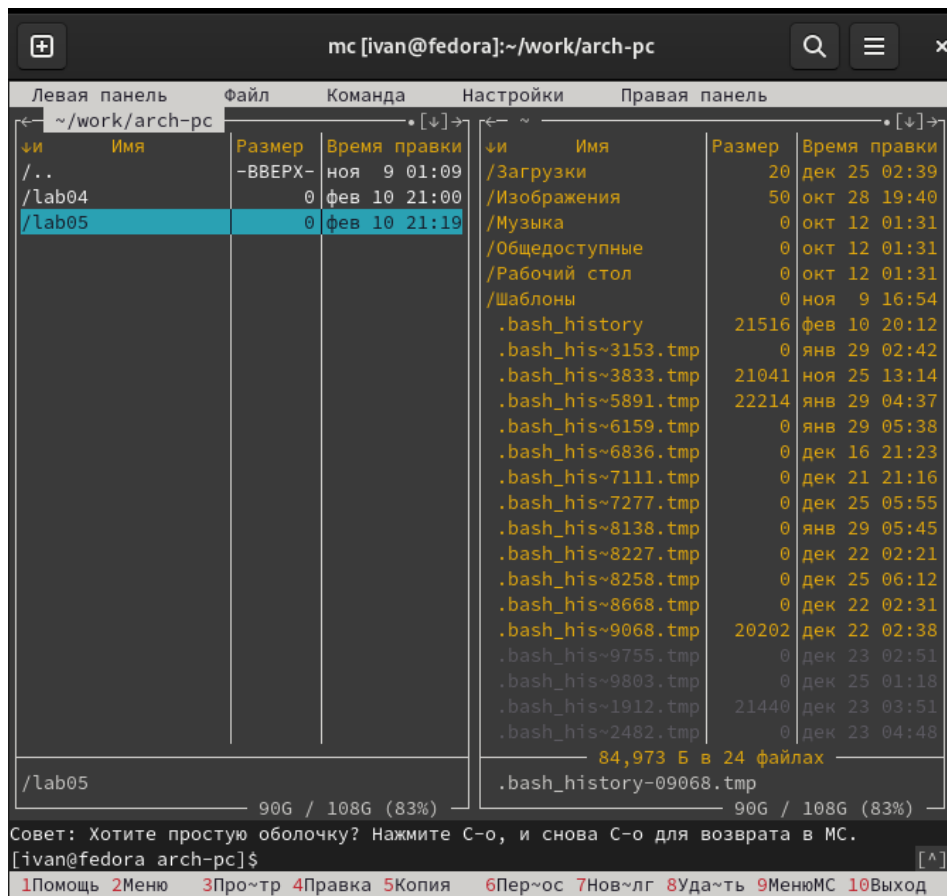 mc [ivan@fedora]:~/work/arch-pc
Левая панель Файл Команда Настройки Правая панель
~/work/arch-pc
↓и Имя Размер Время правки
/.. -ВВЕРХ- ноя 9 01:09
/lab04 0 фев 10 21:00
/lab05 0 фев 10 21:19
/lab05
90G / 108G (83%)
~
↓и Имя Размер Время правки
/Загрузки 20 дек 25 02:39
/Изображения 50 окт 28 19:40
/Музыка 0 окт 12 01:31
/Общедоступные 0 окт 12 01:31
/Рабочий стол 0 окт 12 01:31
/Шаблоны 0 ноя 9 16:54
.bash_history 21516 фев 10 20:12
.bash_his~3153.tmp 0 янв 29 02:42
.bash_his~3833.tmp 21041 ноя 25 13:14
.bash_his~5891.tmp 22214 янв 29 04:37
.bash_his~6159.tmp 0 янв 29 05:38
.bash_his~6836.tmp 0 дек 16 21:23
.bash_his~7111.tmp 0 дек 21 21:16
.bash_his~7277.tmp 0 дек 25 05:55
.bash_his~8138.tmp 0 янв 29 05:45
.bash_his~8227.tmp 0 дек 22 02:21
.bash_his~8258.tmp 0 дек 25 06:12
.bash_his~8668.tmp 0 дек 22 02:31
.bash_his~9068.tmp 20202 дек 22 02:38
.bash_his~9755.tmp 0 дек 23 02:51
.bash_his~9803.tmp 0 дек 25 01:18
.bash_his~1912.tmp 21440 дек 23 03:51
.bash_his~2482.tmp 0 дек 23 04:48
84,973 Б в 24 файлах
.bash_history-09068.tmp
90G / 108G (83%)
Совет: Хотите простую оболочку? Нажмите C-o, и снова C-o для возврата в MC.
[ivan@fedora arch-pc]$ [^]
1Помощь 2Меню 3Про~тр 4Правка 5Копия 6Пер~ос 7Нов~лг 8Уда~ть 9МенюMC 10Выход